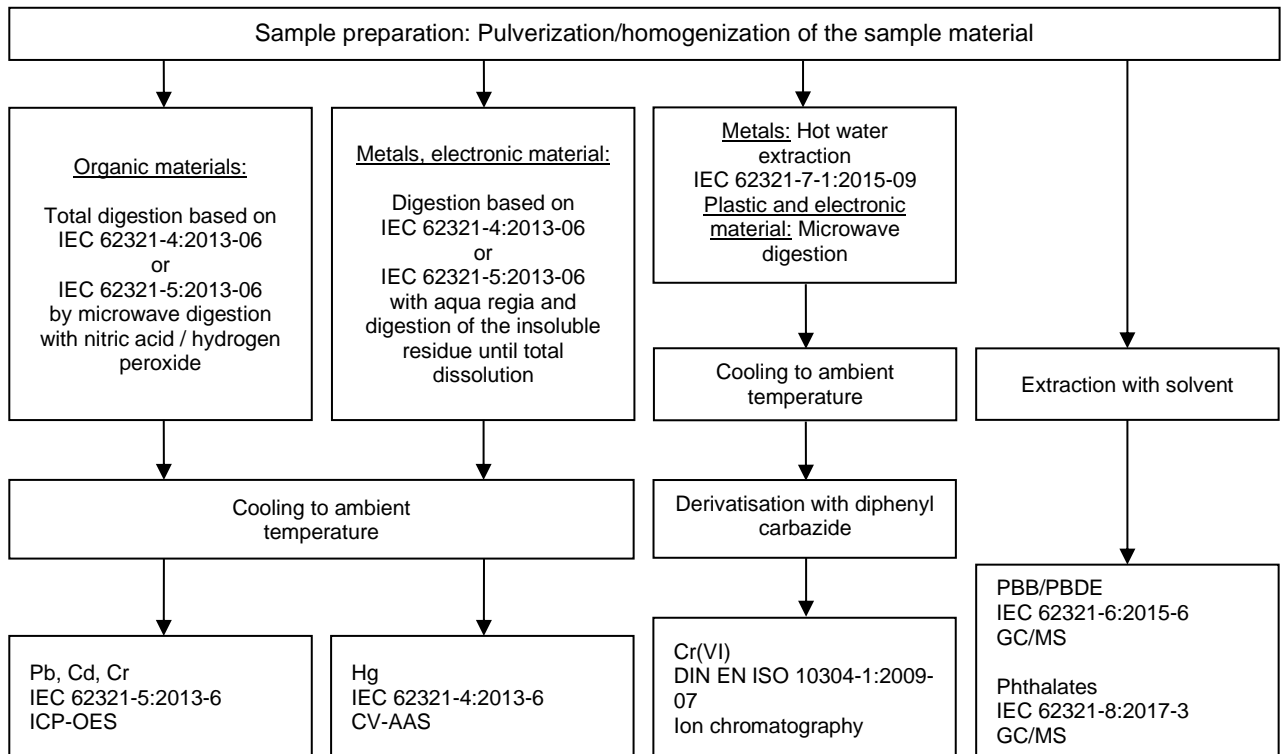 Sample preparation: Pulverization/homogenization of the sample material
Organic materials:
Total digestion based on
IEC 62321-4:2013-06
or
IEC 62321-5:2013-06
by microwave digestion
with nitric acid / hydrogen
peroxide
Metals, electronic material:
Digestion based on
IEC 62321-4:2013-06
or
IEC 62321-5:2013-06
with aqua regia and
digestion of the insoluble
residue until total
dissolution
Metals: Hot water
extraction
IEC 62321-7-1:2015-09
Plastic and electronic
material: Microwave
digestion
Cooling to ambient
temperature
Extraction with solvent
Cooling to ambient
temperature
Derivatisation with diphenyl
carbazide
Pb, Cd, Cr
IEC 62321-5:2013-6
ICP-OES
Hg
IEC 62321-4:2013-6
CV-AAS
Cr(VI)
DIN EN ISO 10304-1:2009-
07
Ion chromatography
PBB/PBDE
IEC 62321-6:2015-6
GC/MS
Phthalates
IEC 62321-8:2017-3
GC/MS